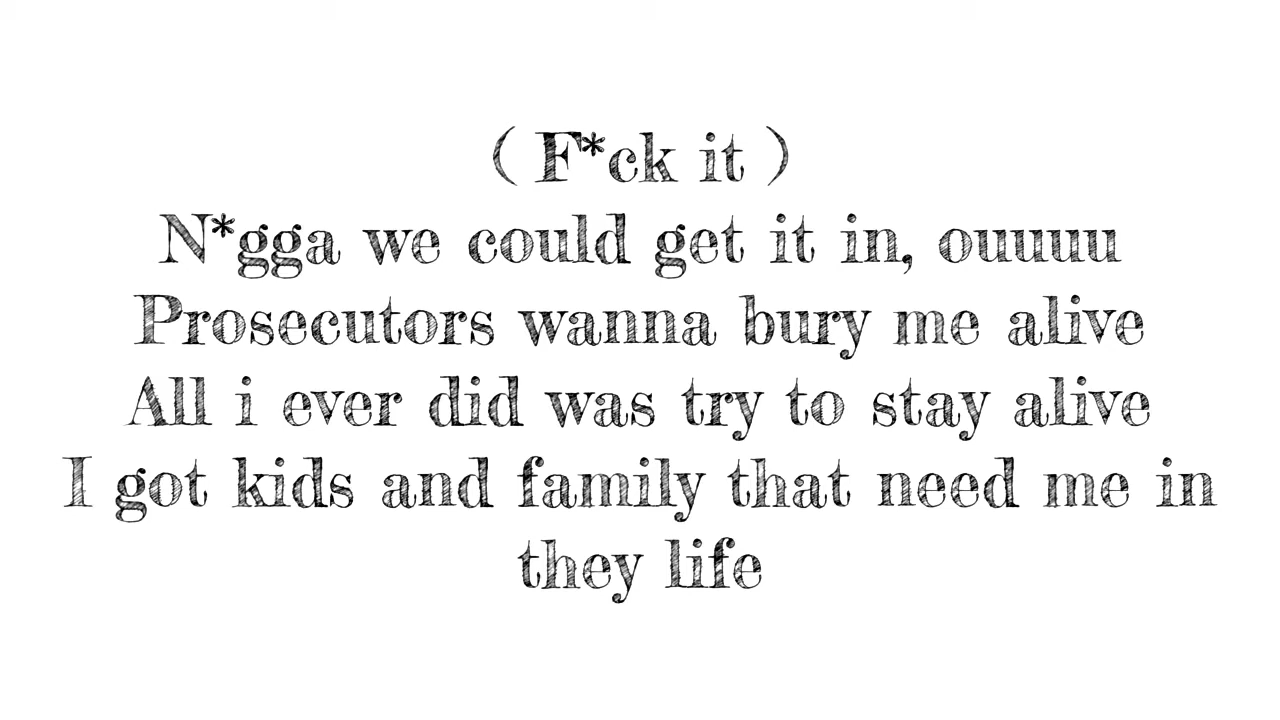 ( F*ck it )
N*gga we could get it in, ouuuu
Prosecutors wanna bury me alive
All i ever did was try to stay alive
I got kids and family that need me in
they life